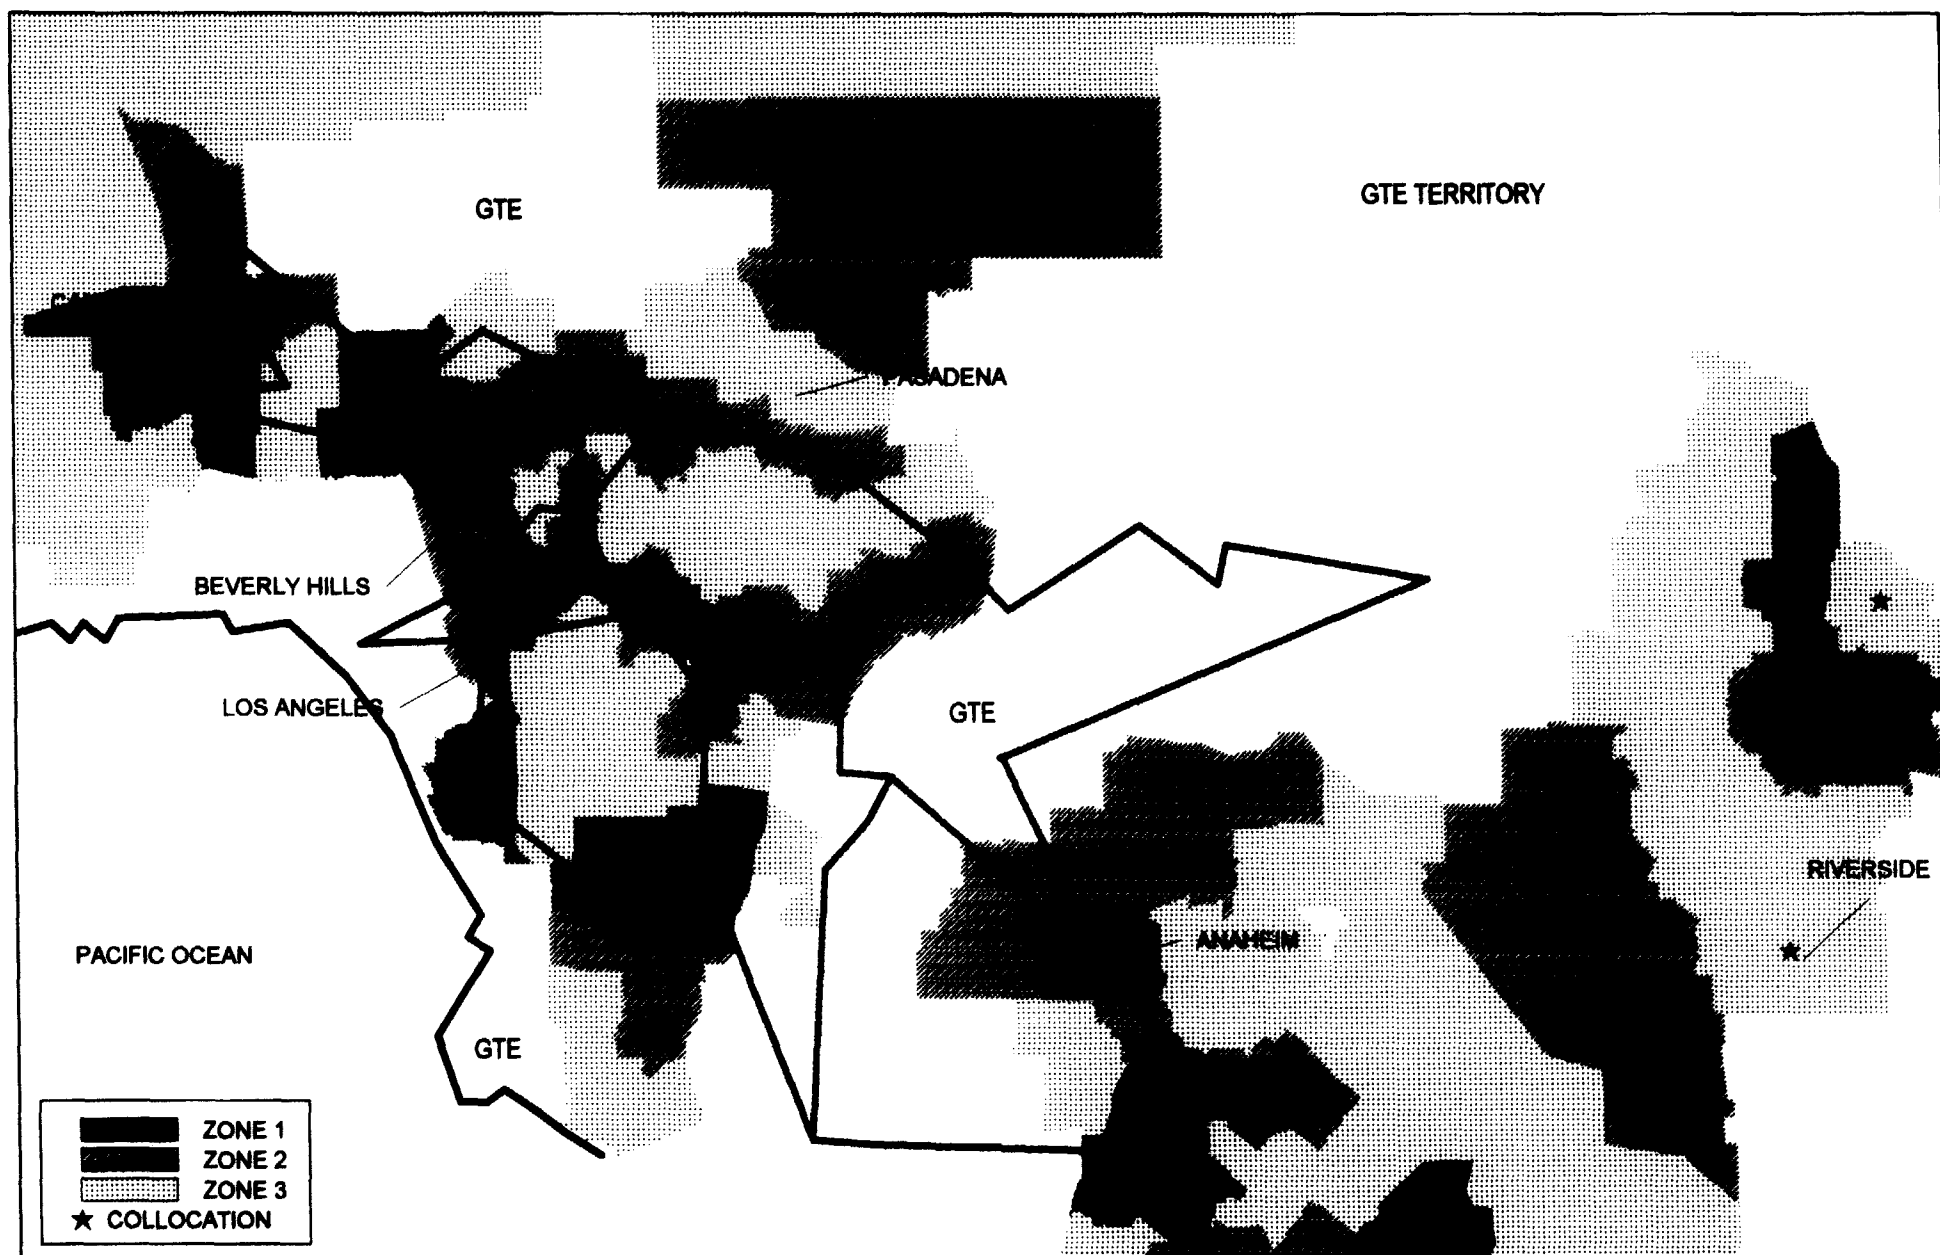 GTE TERRITORY
GTE
PASADENA
BEVERLY HILLS
LOS ANGELES
GTE
RIVERSIDE
ANAHEIM
PACIFIC OCEAN
GTE
ZONE 1
ZONE 2
ZONE 3
COLLOCATION